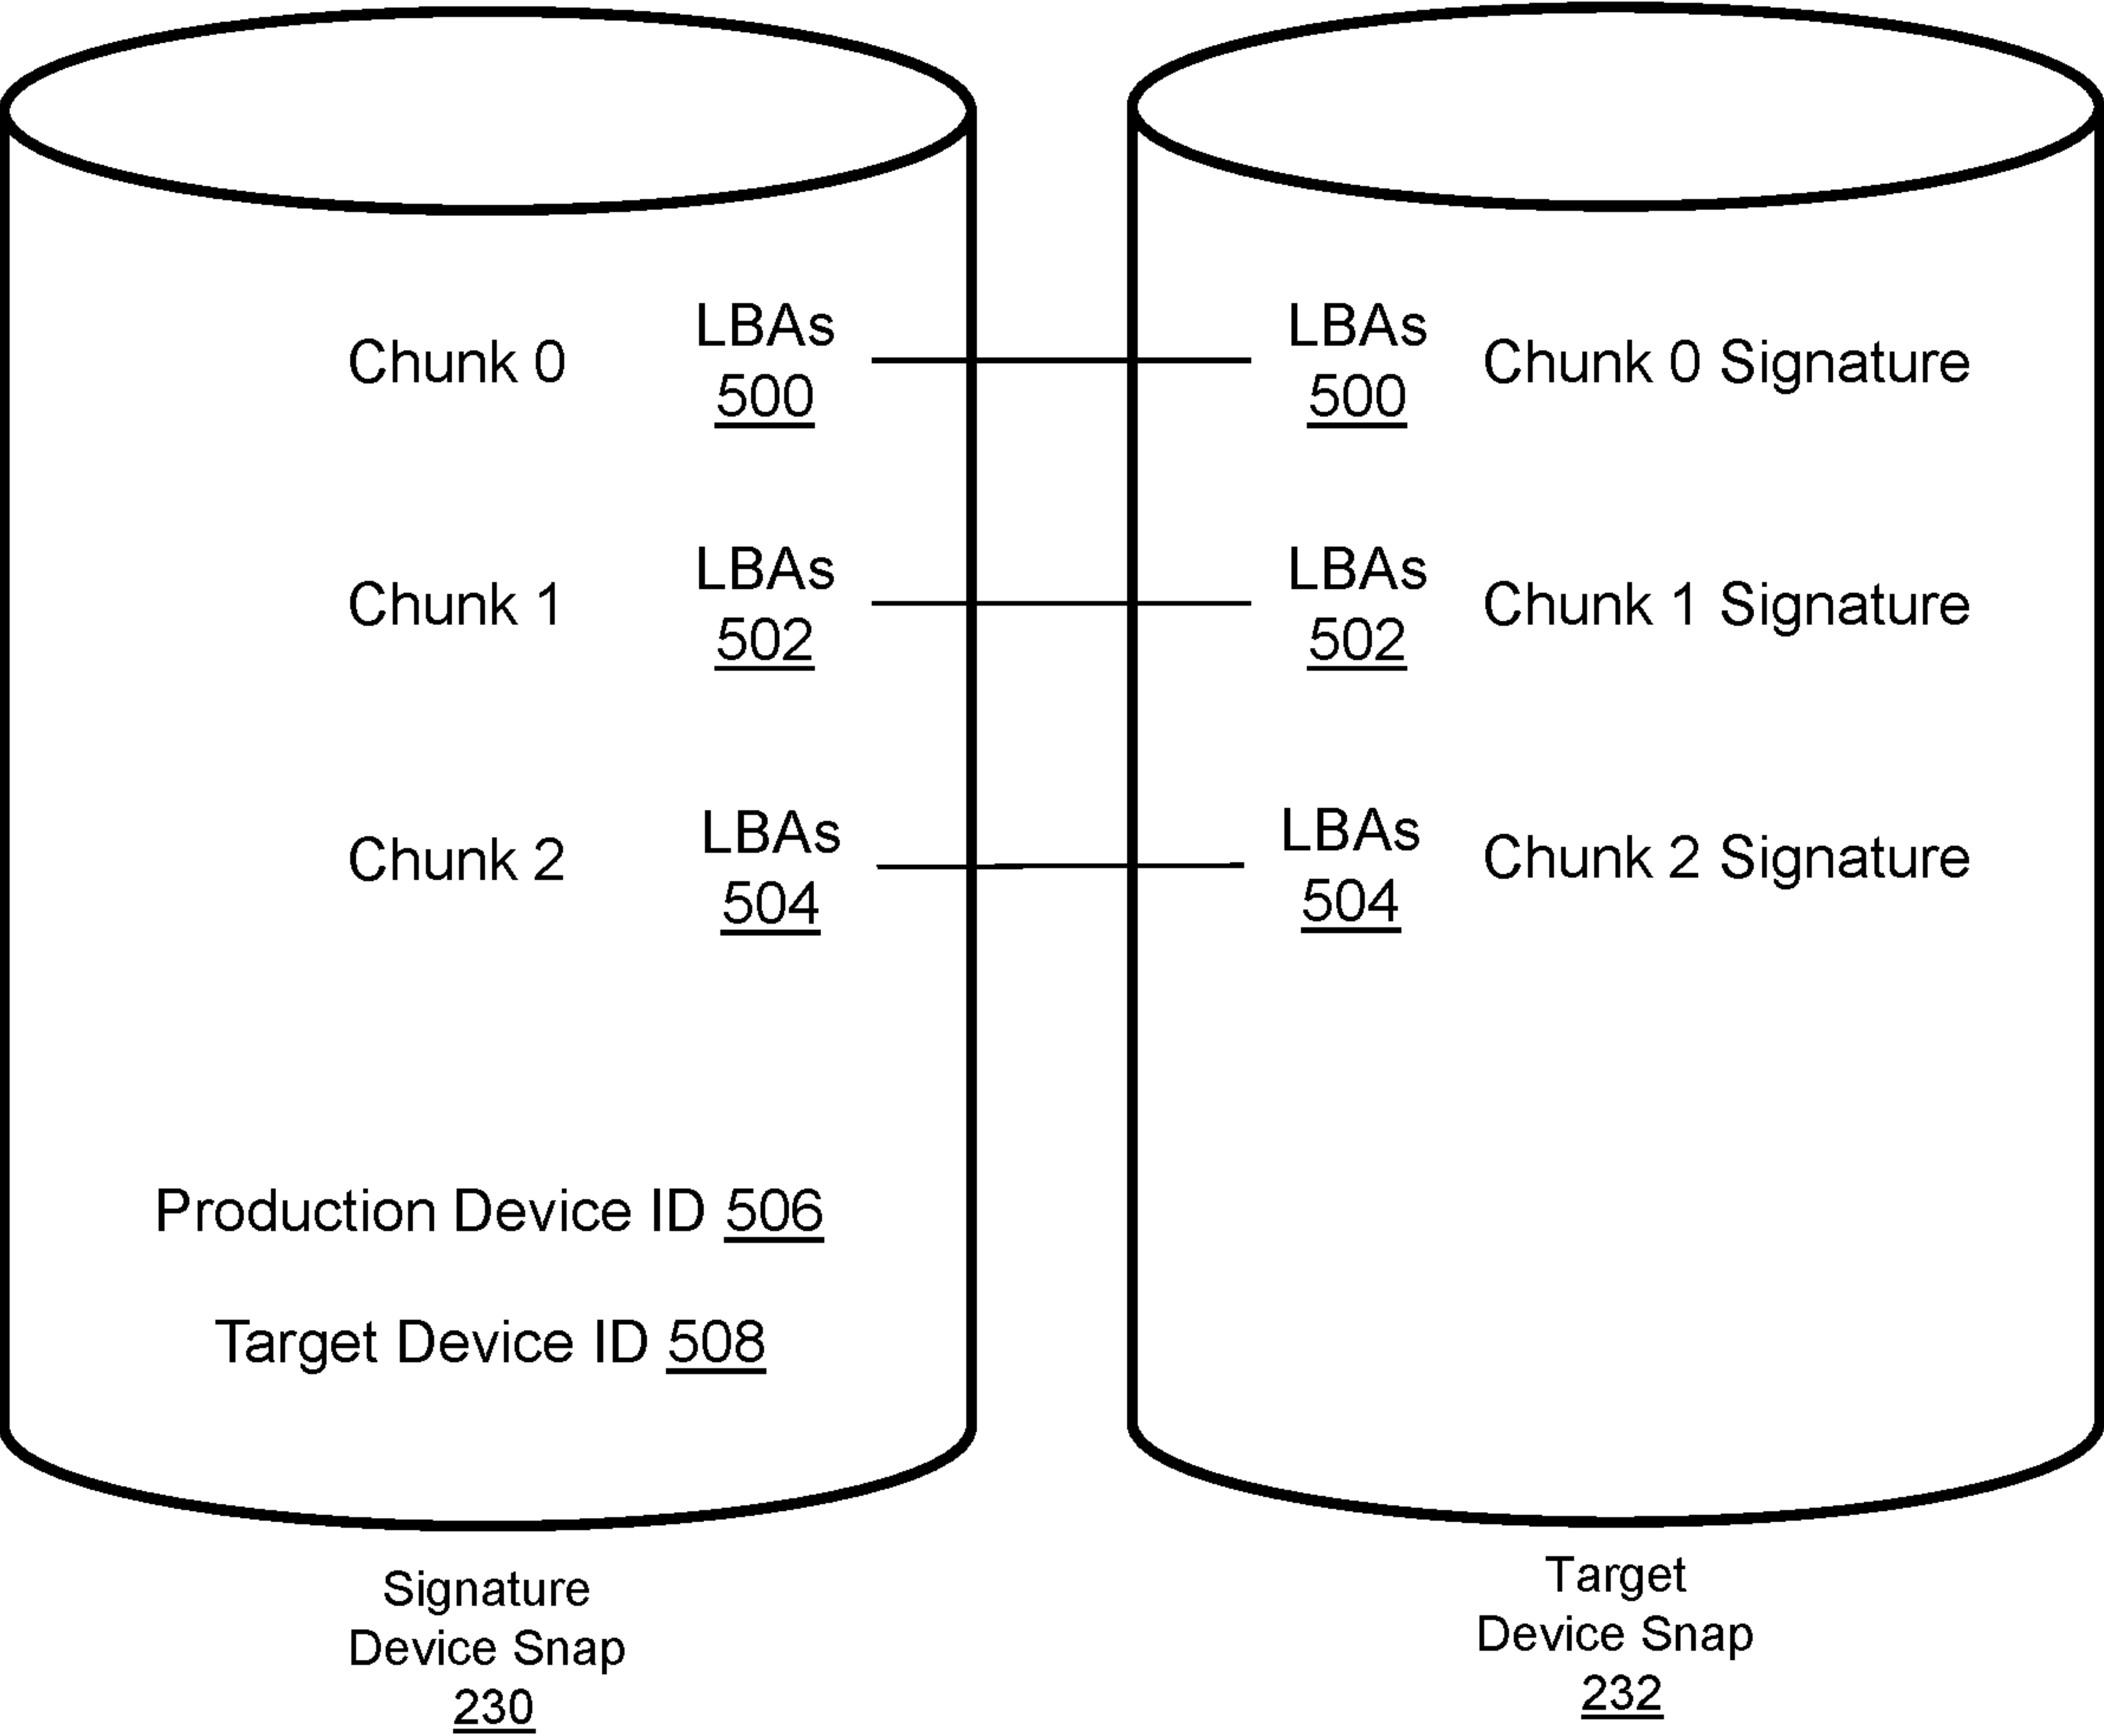 Chunk 0 LBAs 500
Chunk 1 LBAs 502
Chunk 2 LBAs 504
Production Device ID 506
Target Device ID 508
Signature
Device Snap
230
LBAs 500 Chunk 0 Signature
LBAs 502 Chunk 1 Signature
LBAs 504 Chunk 2 Signature
Target
Device Snap
232